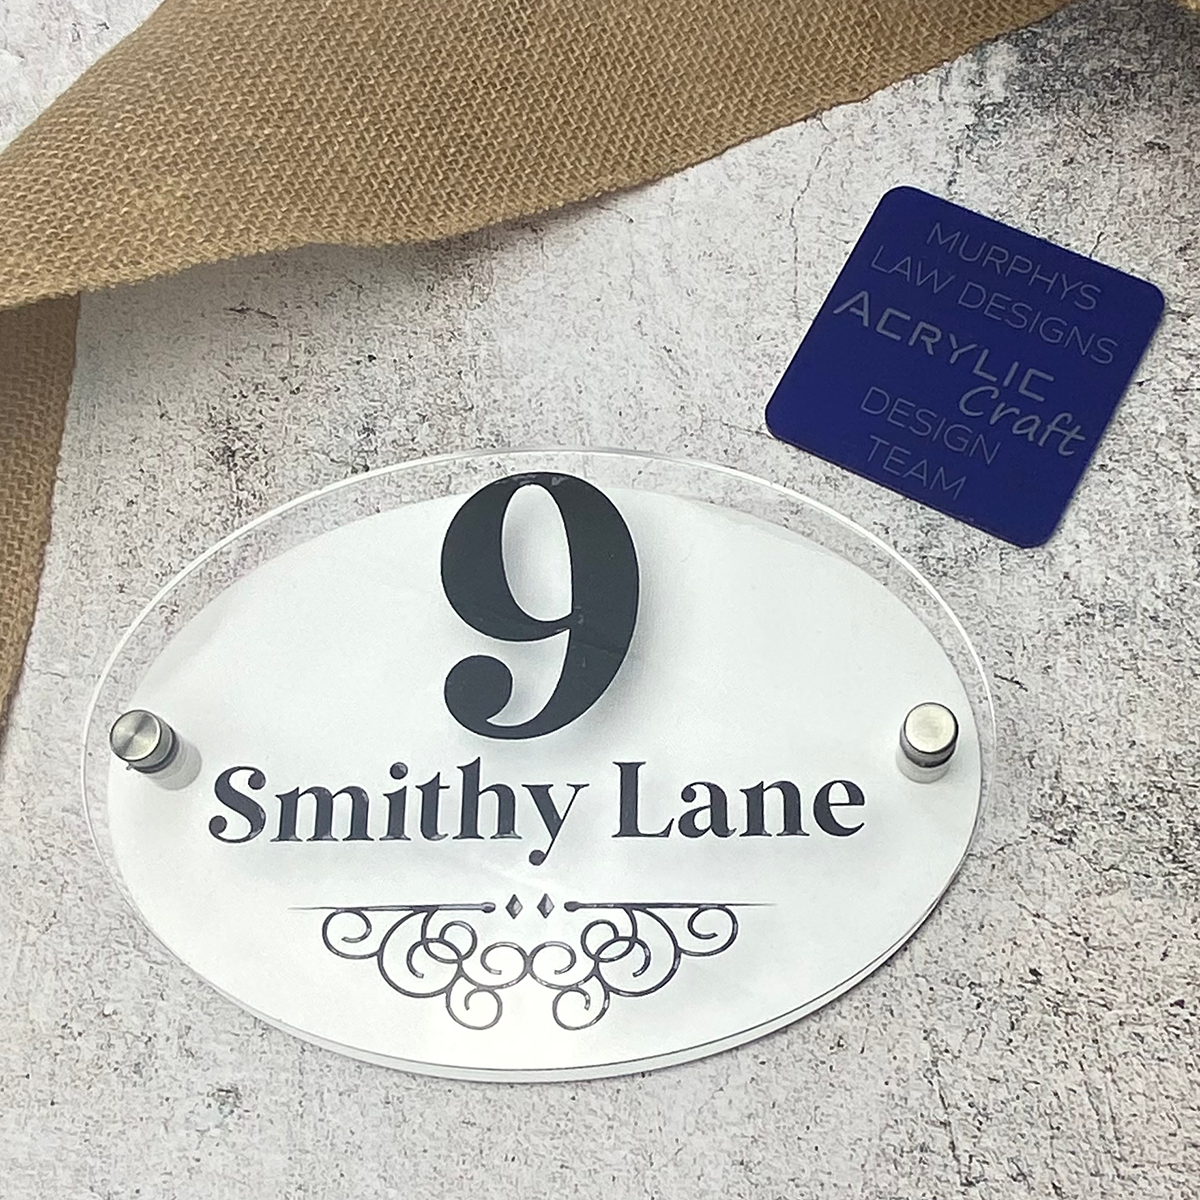 MURPHYS
LAW DESIGNS
ACRYLIC
Craft
DESIGN
TEAM
9
Smithy Lane